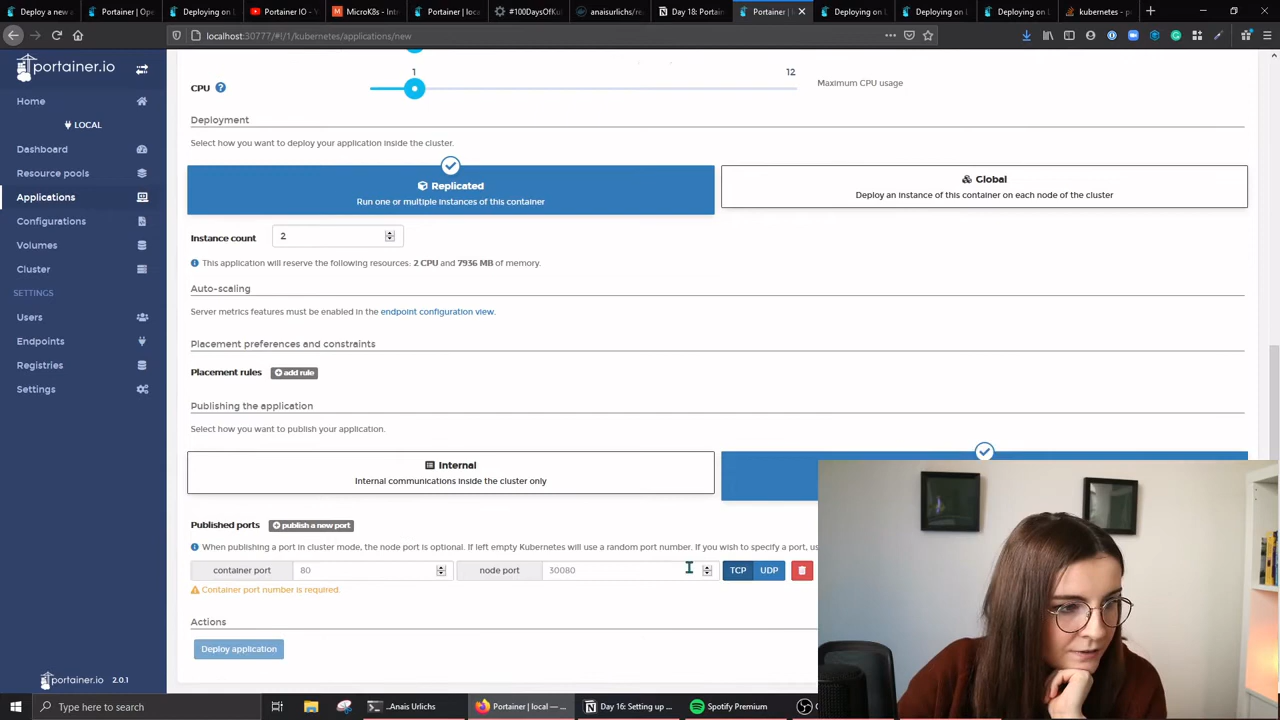 Deploy a new a
Portainer | Ope
Deploying on L
Portainer IO - V
MicroK8s - Intr
Portainer | loca
#100DaysOfKu
anaisurlichs/re
Day 18: Portain
Portainer |
Deploying on L
Deploying on L
Deploying on L
kubernetes - p
localhost:30777/#!/1/kubernetes/applications/new
portainer.io
Home
LOCAL
Dashboard
Resource pools
Applications
Configurations
Volumes
Cluster
SETTINGS
Users
Endpoints
Registries
Settings
portainer.io 2.0.1
1
12
CPU
Maximum CPU usage
Deployment
Select how you want to deploy your application inside the cluster.
Replicated
Run one or multiple instances of this container
Global
Deploy an instance of this container on each node of the cluster
Instance count 2
This application will reserve the following resources: 2 CPU and 7936 MB of memory.
Auto-scaling
Server metrics features must be enabled in the endpoint configuration view.
Placement preferences and constraints
Placement rules add rule
Publishing the application
Select how you want to publish your application.
Internal
Internal communications inside the cluster only
Published ports publish a new port
When publishing a port in cluster mode, the node port is optional. If left empty Kubernetes will use a random port number. If you wish to specify a port, us
container port 80 node port 30080 TCP UDP
Container port number is required.
Actions
Deploy application
Type here to search
..Anais Urlichs
Portainer | local — ...
Day 16: Setting up ...
Spotify Premium